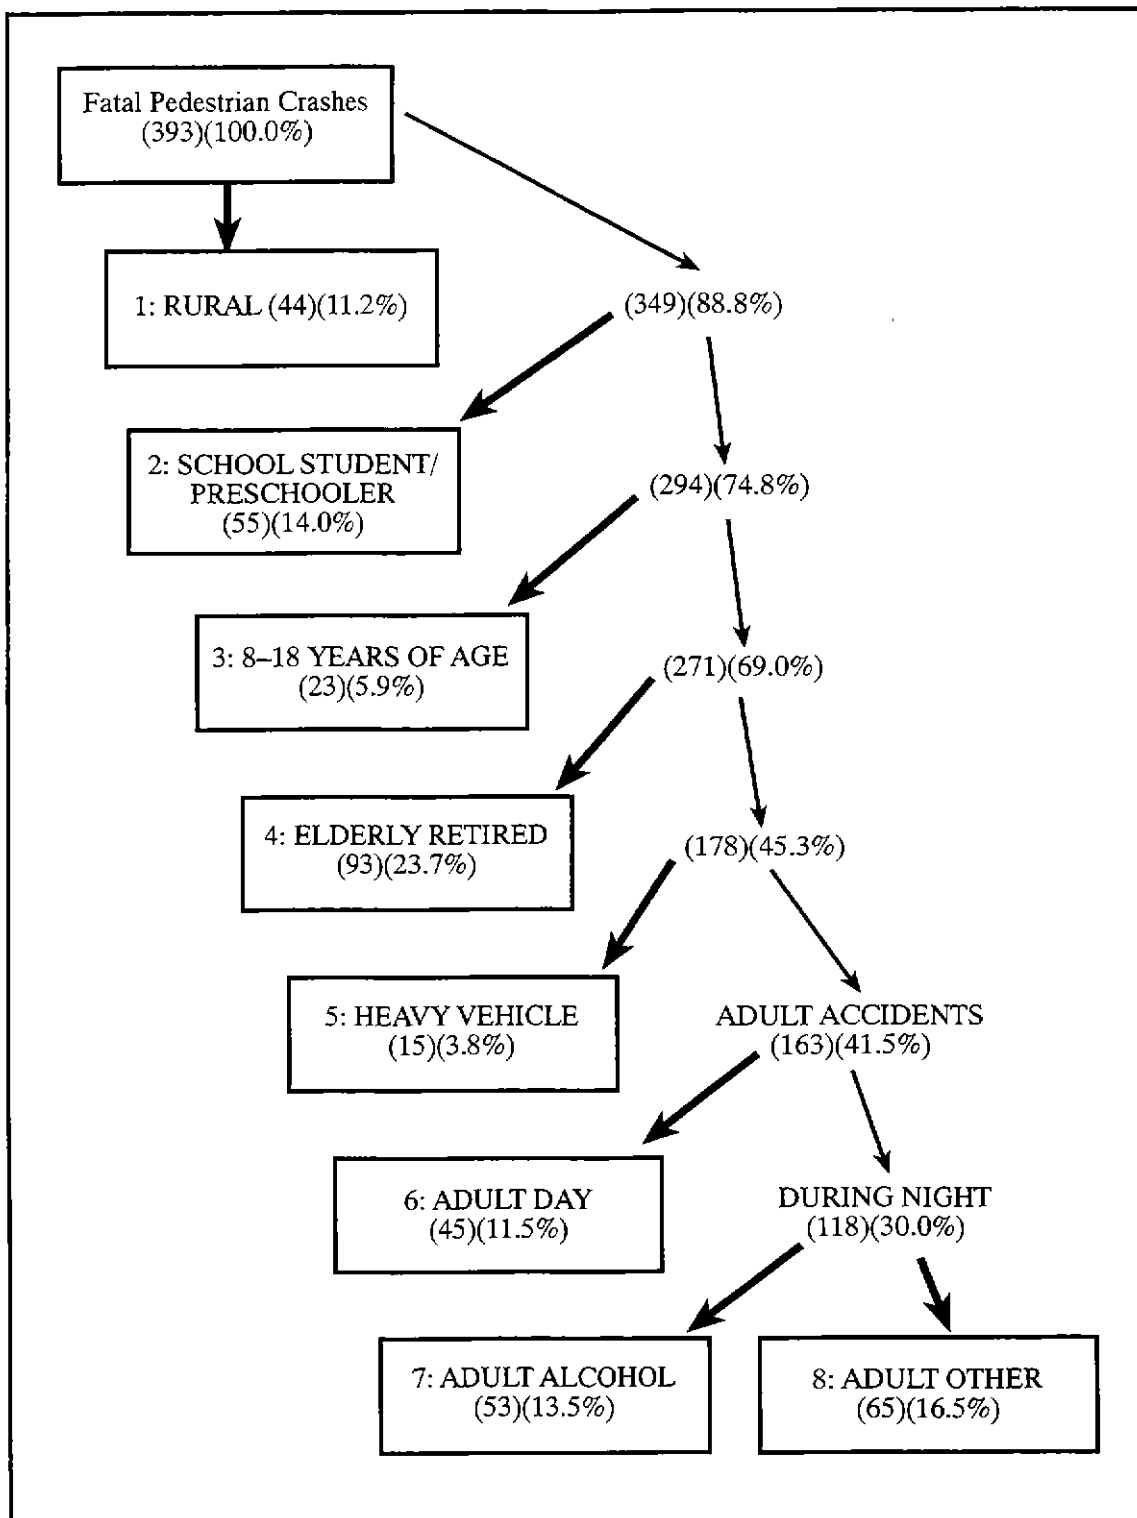 Fatal Pedestrian Crashes
(393)(100.0%)
1: RURAL (44)(11.2%)
(349)(88.8%)
2: SCHOOL STUDENT/
PRESCHOOLER
(55)(14.0%)
(294)(74.8%)
3: 8–18 YEARS OF AGE
(23)(5.9%)
(271)(69.0%)
4: ELDERLY RETIRED
(93)(23.7%)
(178)(45.3%)
5: HEAVY VEHICLE
(15)(3.8%)
ADULT ACCIDENTS
(163)(41.5%)
6: ADULT DAY
(45)(11.5%)
DURING NIGHT
(118)(30.0%)
7: ADULT ALCOHOL
(53)(13.5%)
8: ADULT OTHER
(65)(16.5%)